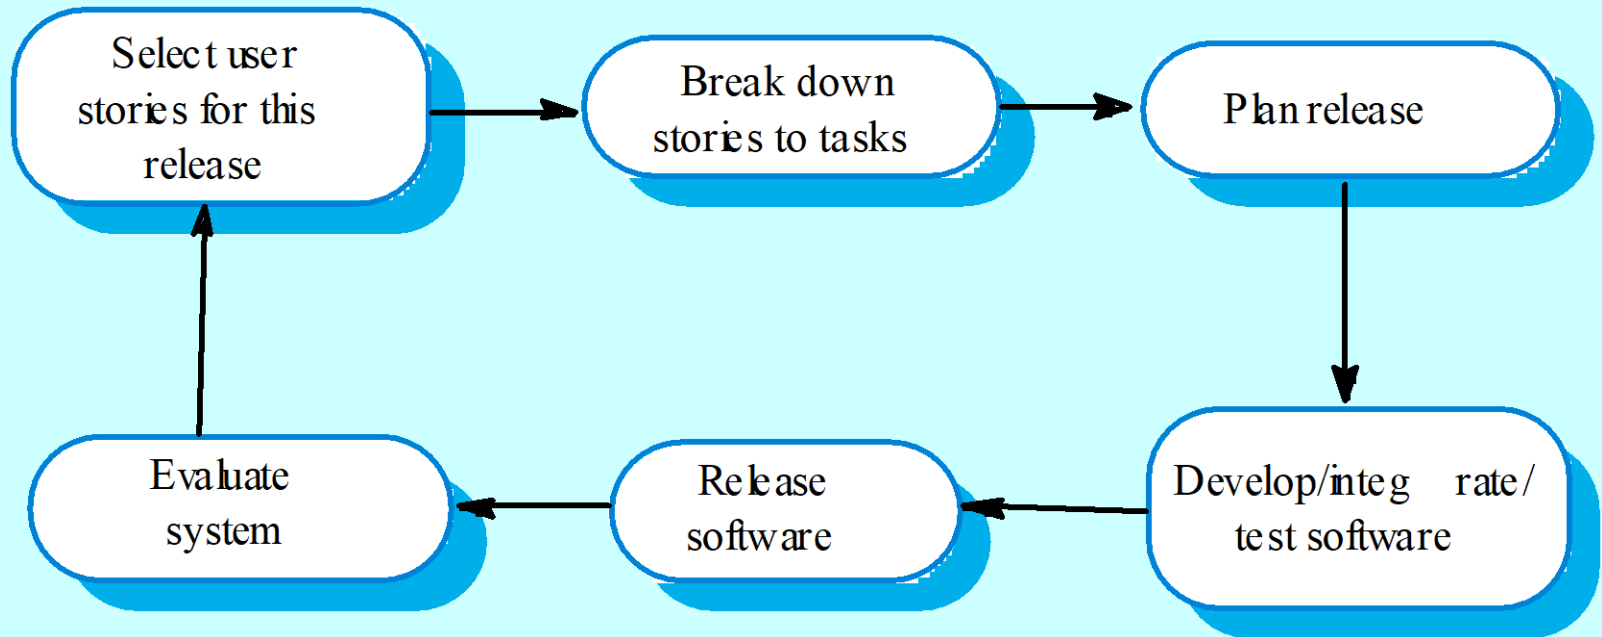 Select user
stories for this
release
Break down
stories to tasks
Plan release
Develop/integ rate/
test software
Release
software
Evaluate
system